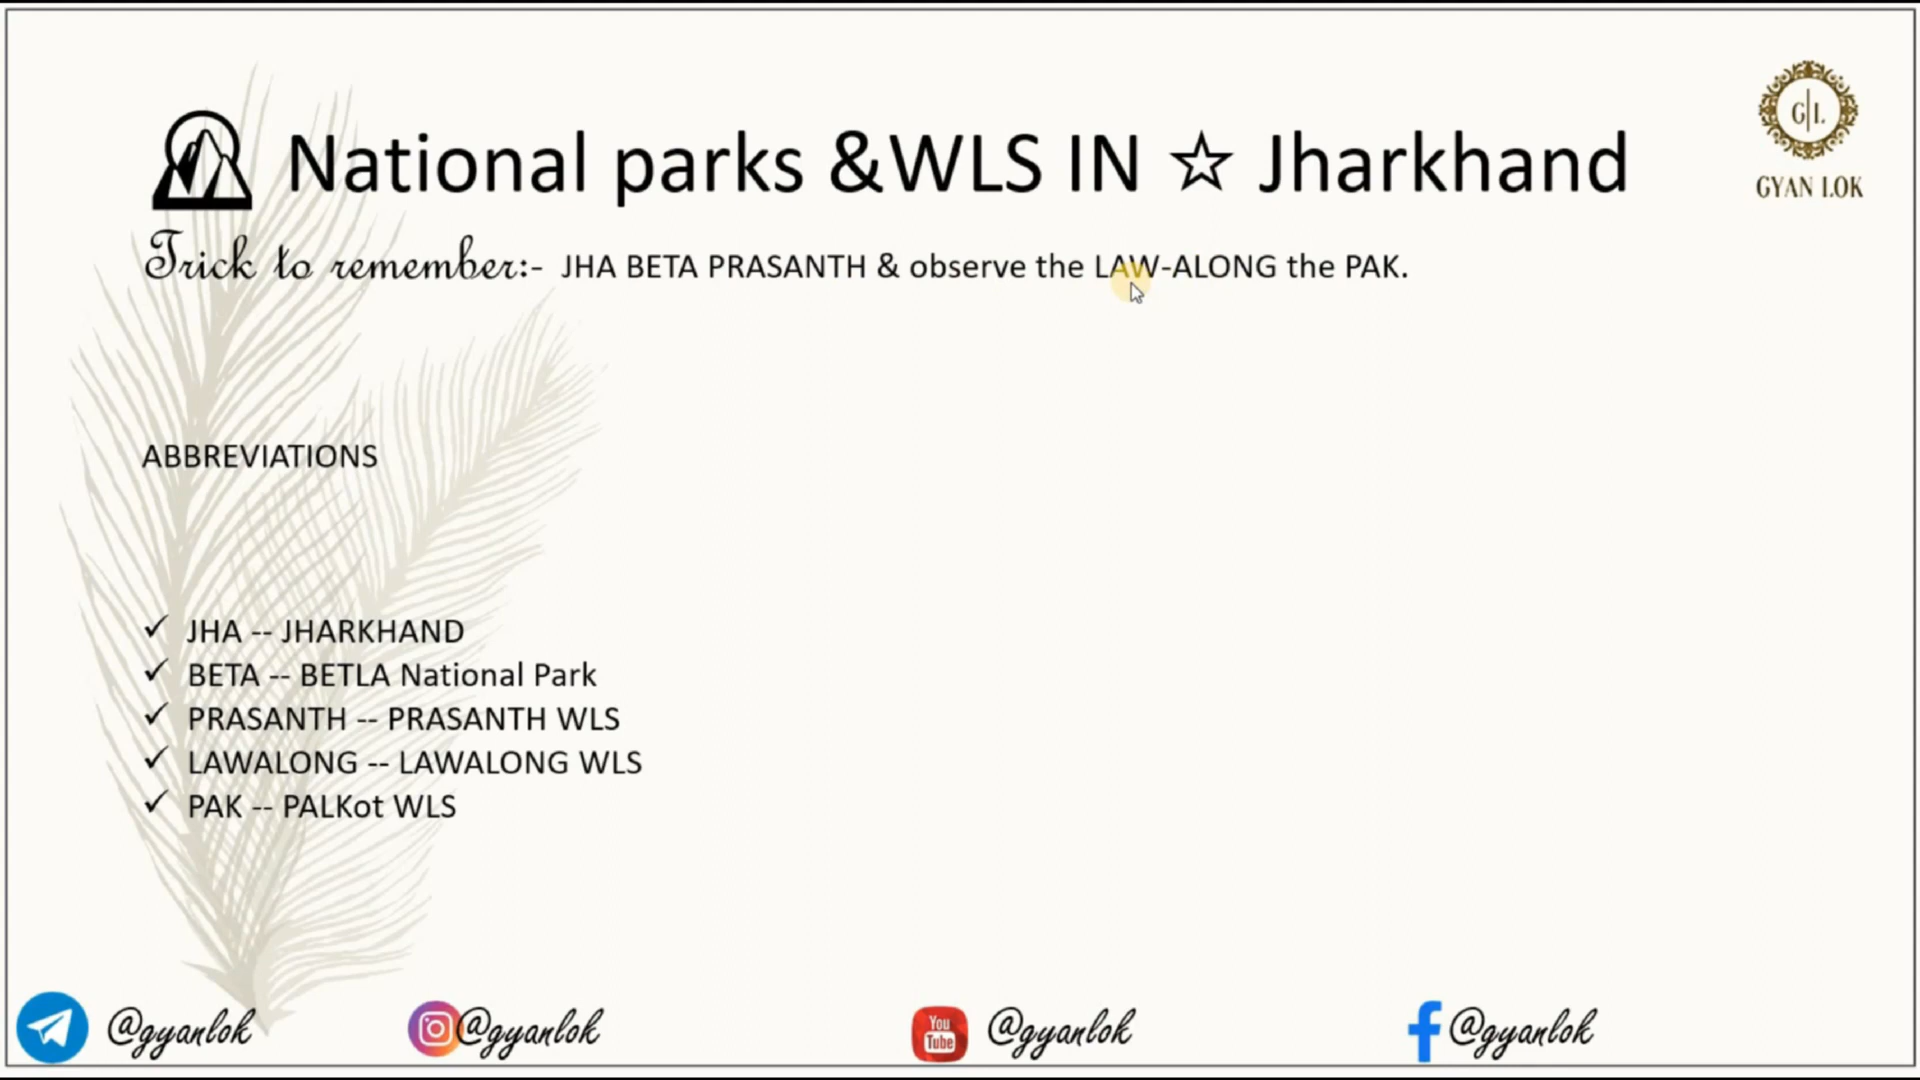 National parks &WLS IN ☆ Jharkhand
G|L
GYAN LOK
Trick to remember:- JHA BETA PRASANTH & observe the LAW-ALONG the PAK.
ABBREVIATIONS
✓ JHA -- JHARKHAND
✓ BETA -- BETLA National Park
✓ PRASANTH -- PRASANTH WLS
✓ LAWALONG -- LAWALONG WLS
✓ PAK -- PALKot WLS
@gyanlok @gyanlok You Tube @gyanlok @gyanlok